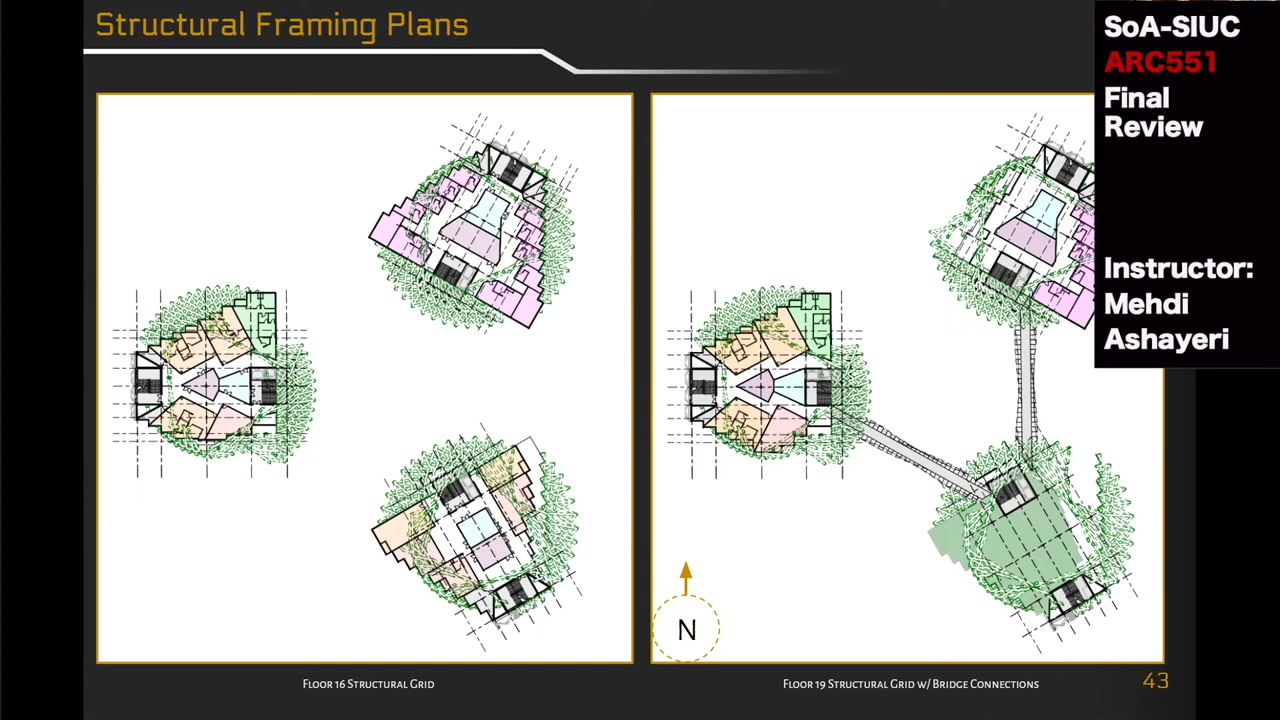 Structural Framing Plans
SoA-SIUC
ARC551
Final
Review
Instructor:
Mehdi
Ashayeri
N
Floor 16 Structural Grid
Floor 19 Structural Grid w/ Bridge Connections
43